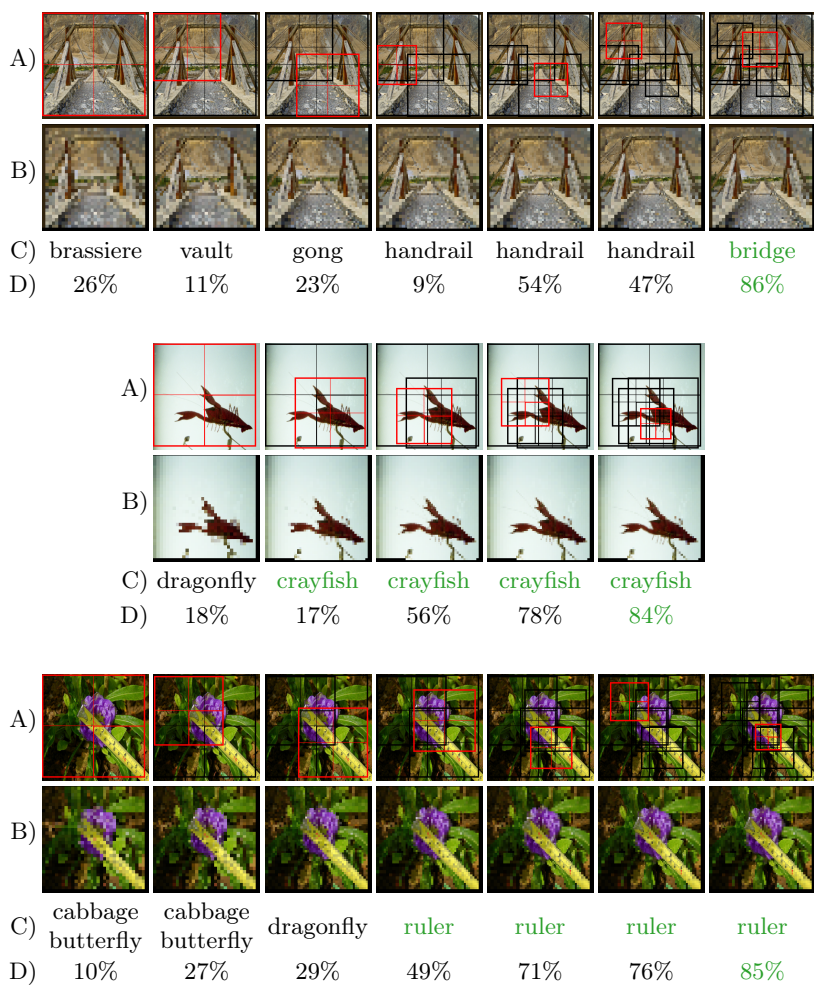 A)
B)
C) brassiere vault gong handrail handrail handrail bridge
D) 26% 11% 23% 9% 54% 47% 86%
A)
B)
C) dragonfly crayfish crayfish crayfish crayfish
D) 18% 17% 56% 78% 84%
A)
B)
cabbage cabbage
C) butterfly butterfly dragonfly ruler ruler ruler ruler
D) 10% 27% 29% 49% 71% 76% 85%